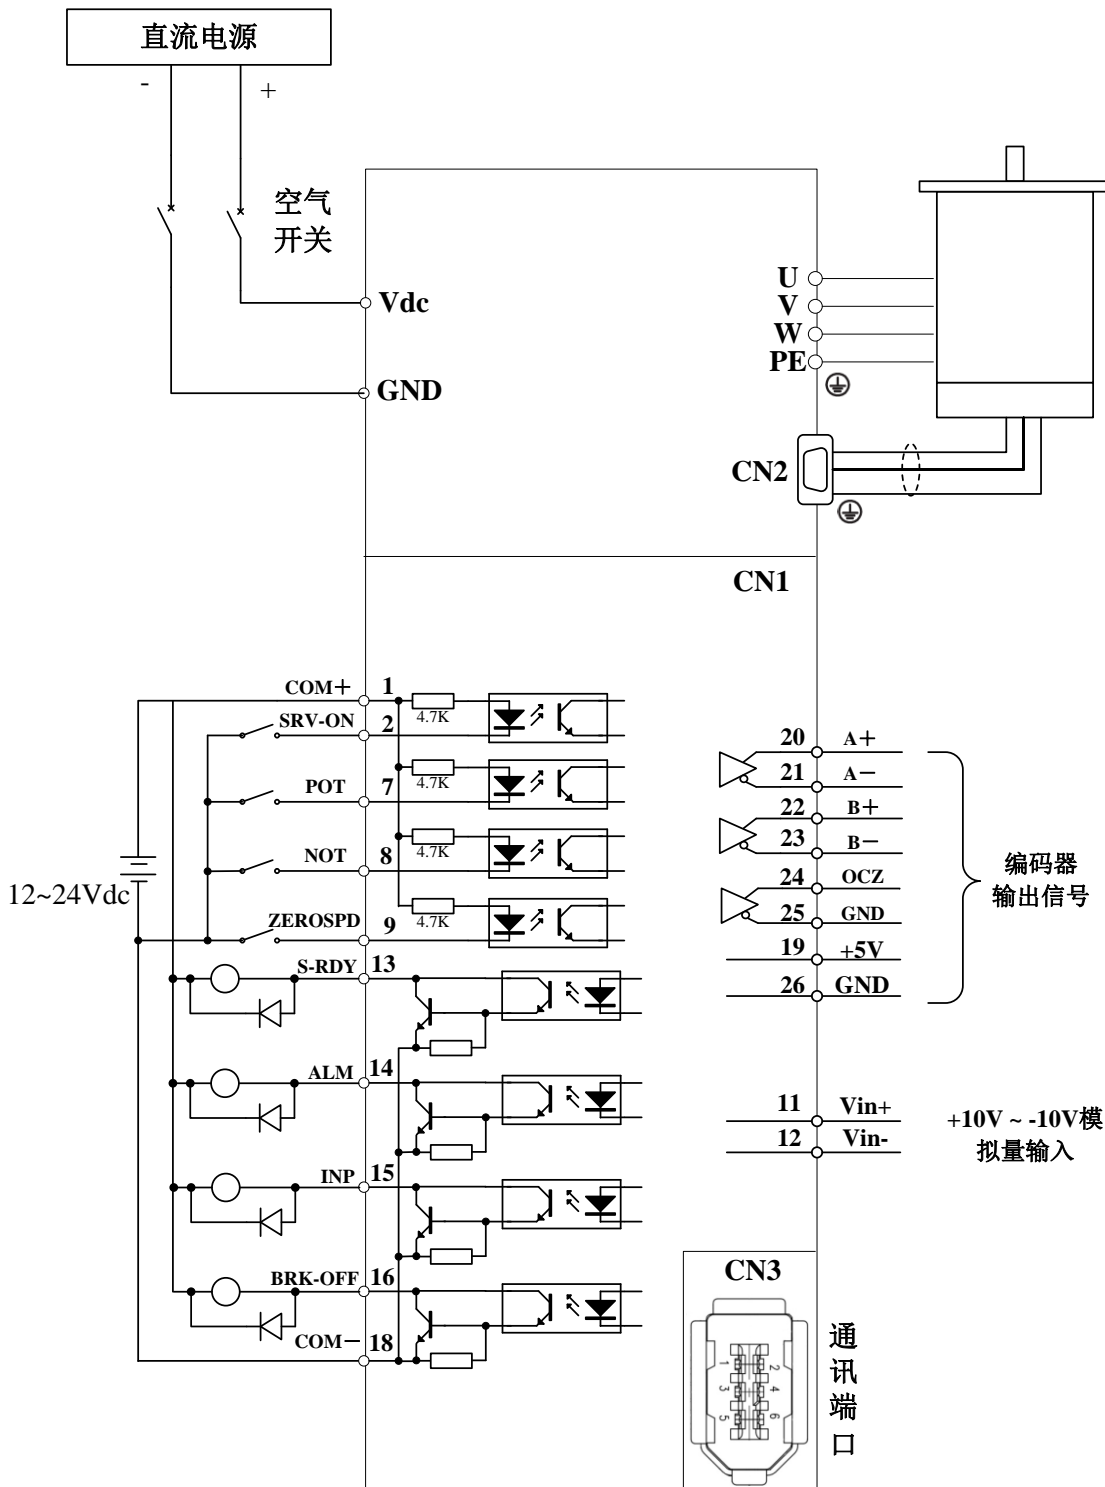 直流电源
-
+
空气
开关
Vdc
GND
U
V
W
PE
CN2
CN1
COM+ 1
4.7K
SRV-ON 2
POT 7
4.7K
NOT 8
4.7K
ZEROSPD 9
4.7K
12~24Vdc
S-RDY 13
ALM 14
INP 15
BRK-OFF 16
COM- 18
20 A+
21 A-
22 B+
23 B-
24 OCZ
25 GND
19 +5V
26 GND
编码器
输出信号
11 Vin+
12 Vin-
+10V ~ -10V模
拟量输入
CN3
1 2
3 4
5 6
通
讯
端
口